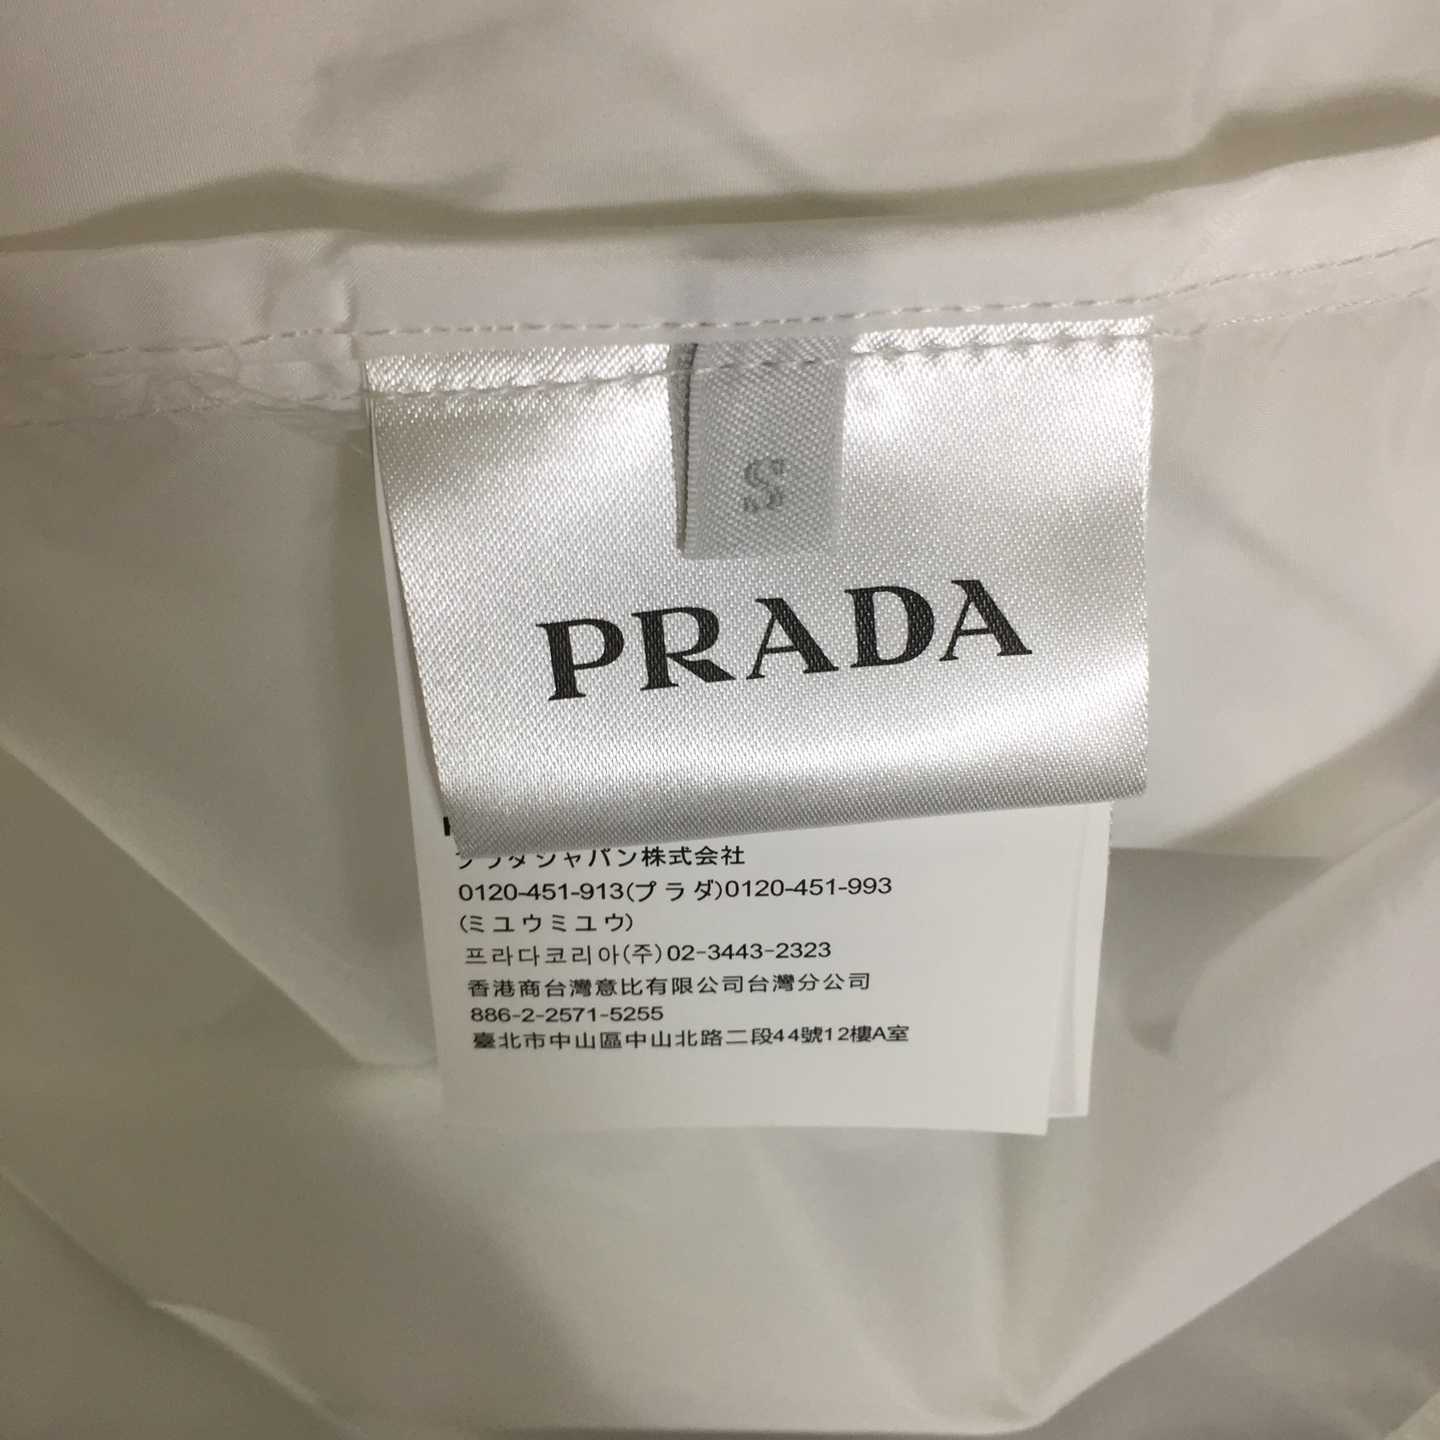 S
PRADA
プラダジャパン株式会社
0120-451-913(プラダ)0120-451-993
(ミユウミユウ)
프라다코리아(주)02-3443-2323
香港商台灣意比有限公司台灣分公司
886-2-2571-5255
臺北市中山區中山北路二段44號12樓A室